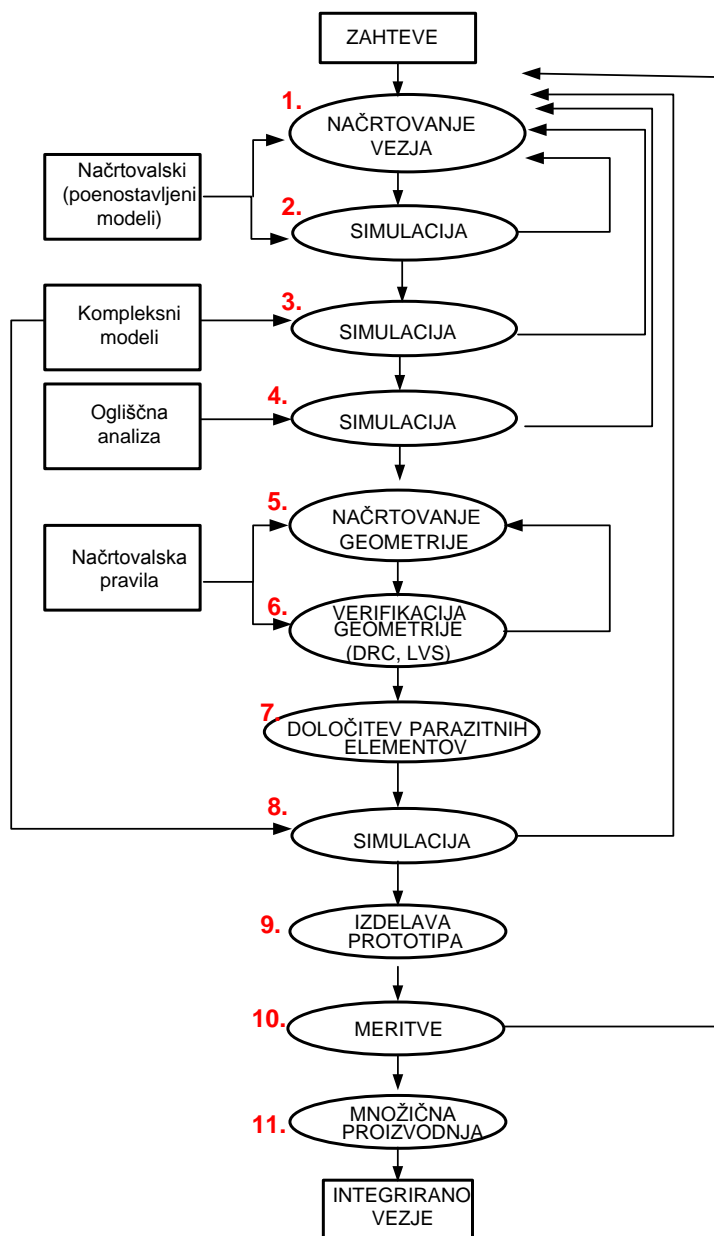 ZAHTEVE
1.
NAČRTOVANJE
VEZJA
Načrtovalski
(poenostavljeni
modeli)
2.
SIMULACIJA
Kompleksni
modeli
3.
SIMULACIJA
Ogliščna
analiza
4.
SIMULACIJA
5.
NAČRTOVANJE
GEOMETRIJE
Načrtovalska
pravila
6.
VERIFIKACIJA
GEOMETRIJE
(DRC, LVS)
7.
DOLOČITEV PARAZITNIH
ELEMENTOV
8.
SIMULACIJA
9.
IZDELAVA
PROTOTIPA
10.
MERITVE
11.
MNOŽIČNA
PROIZVODNJA
INTEGRIRANO
VEZJE